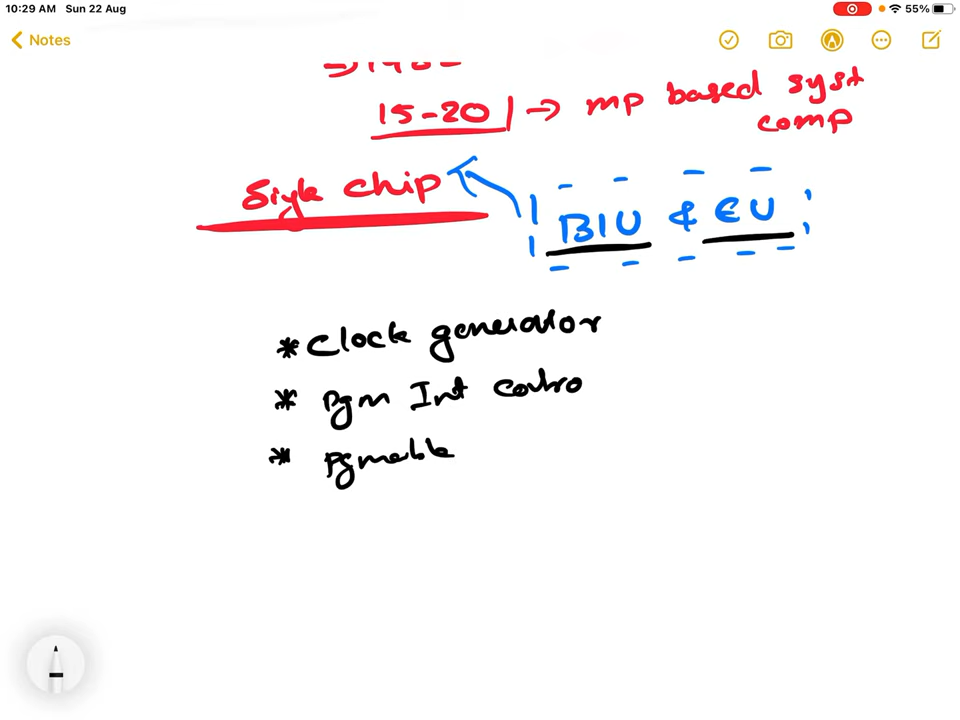 10:29 AM Sun 22 Aug
55%
Notes
15-20 → mp based syst
comp
Single chip
BIU & EU
* Clock generator
* Pgm Int contro
* Pgmable